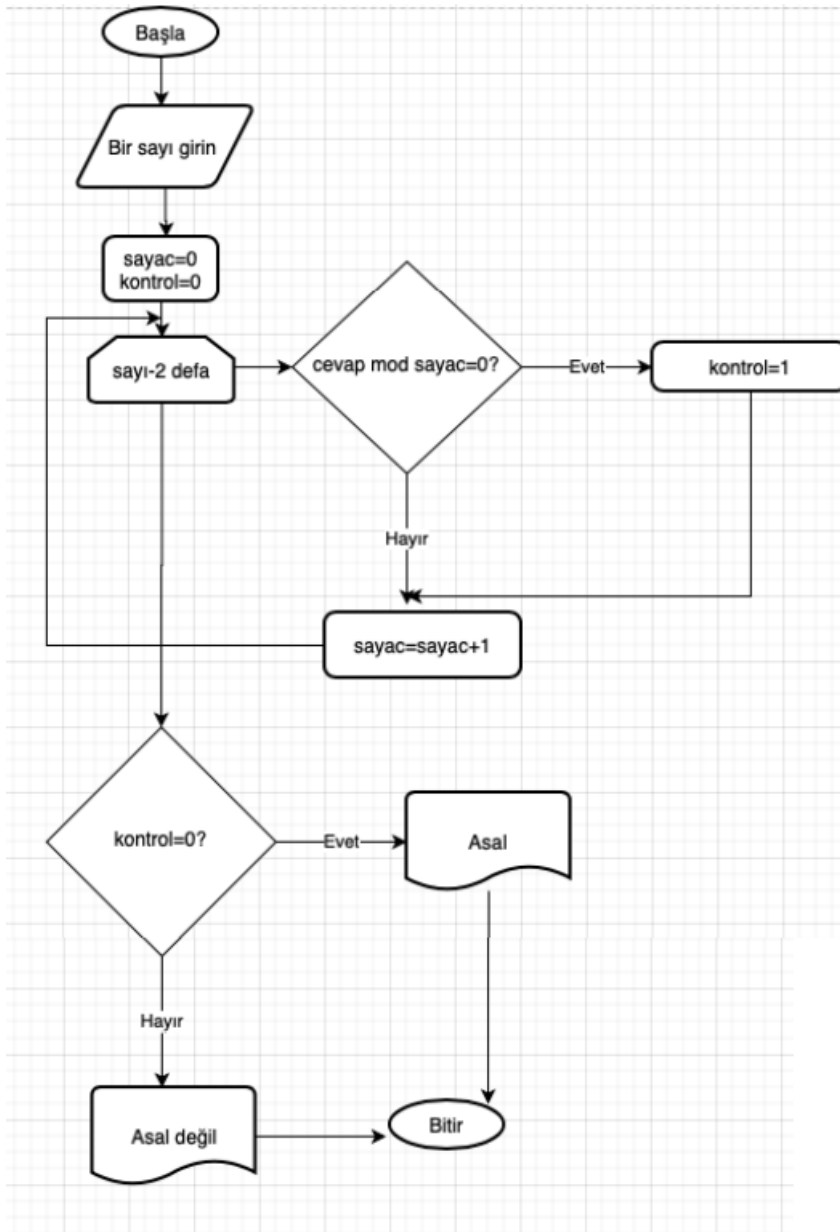 Başla
Bir sayı girin
sayac=0
kontrol=0
sayı-2 defa
cevap mod sayac=0?
Evet
kontrol=1
Hayır
sayac=sayac+1
kontrol=0?
Evet
Asal
Hayır
Asal değil
Bitir